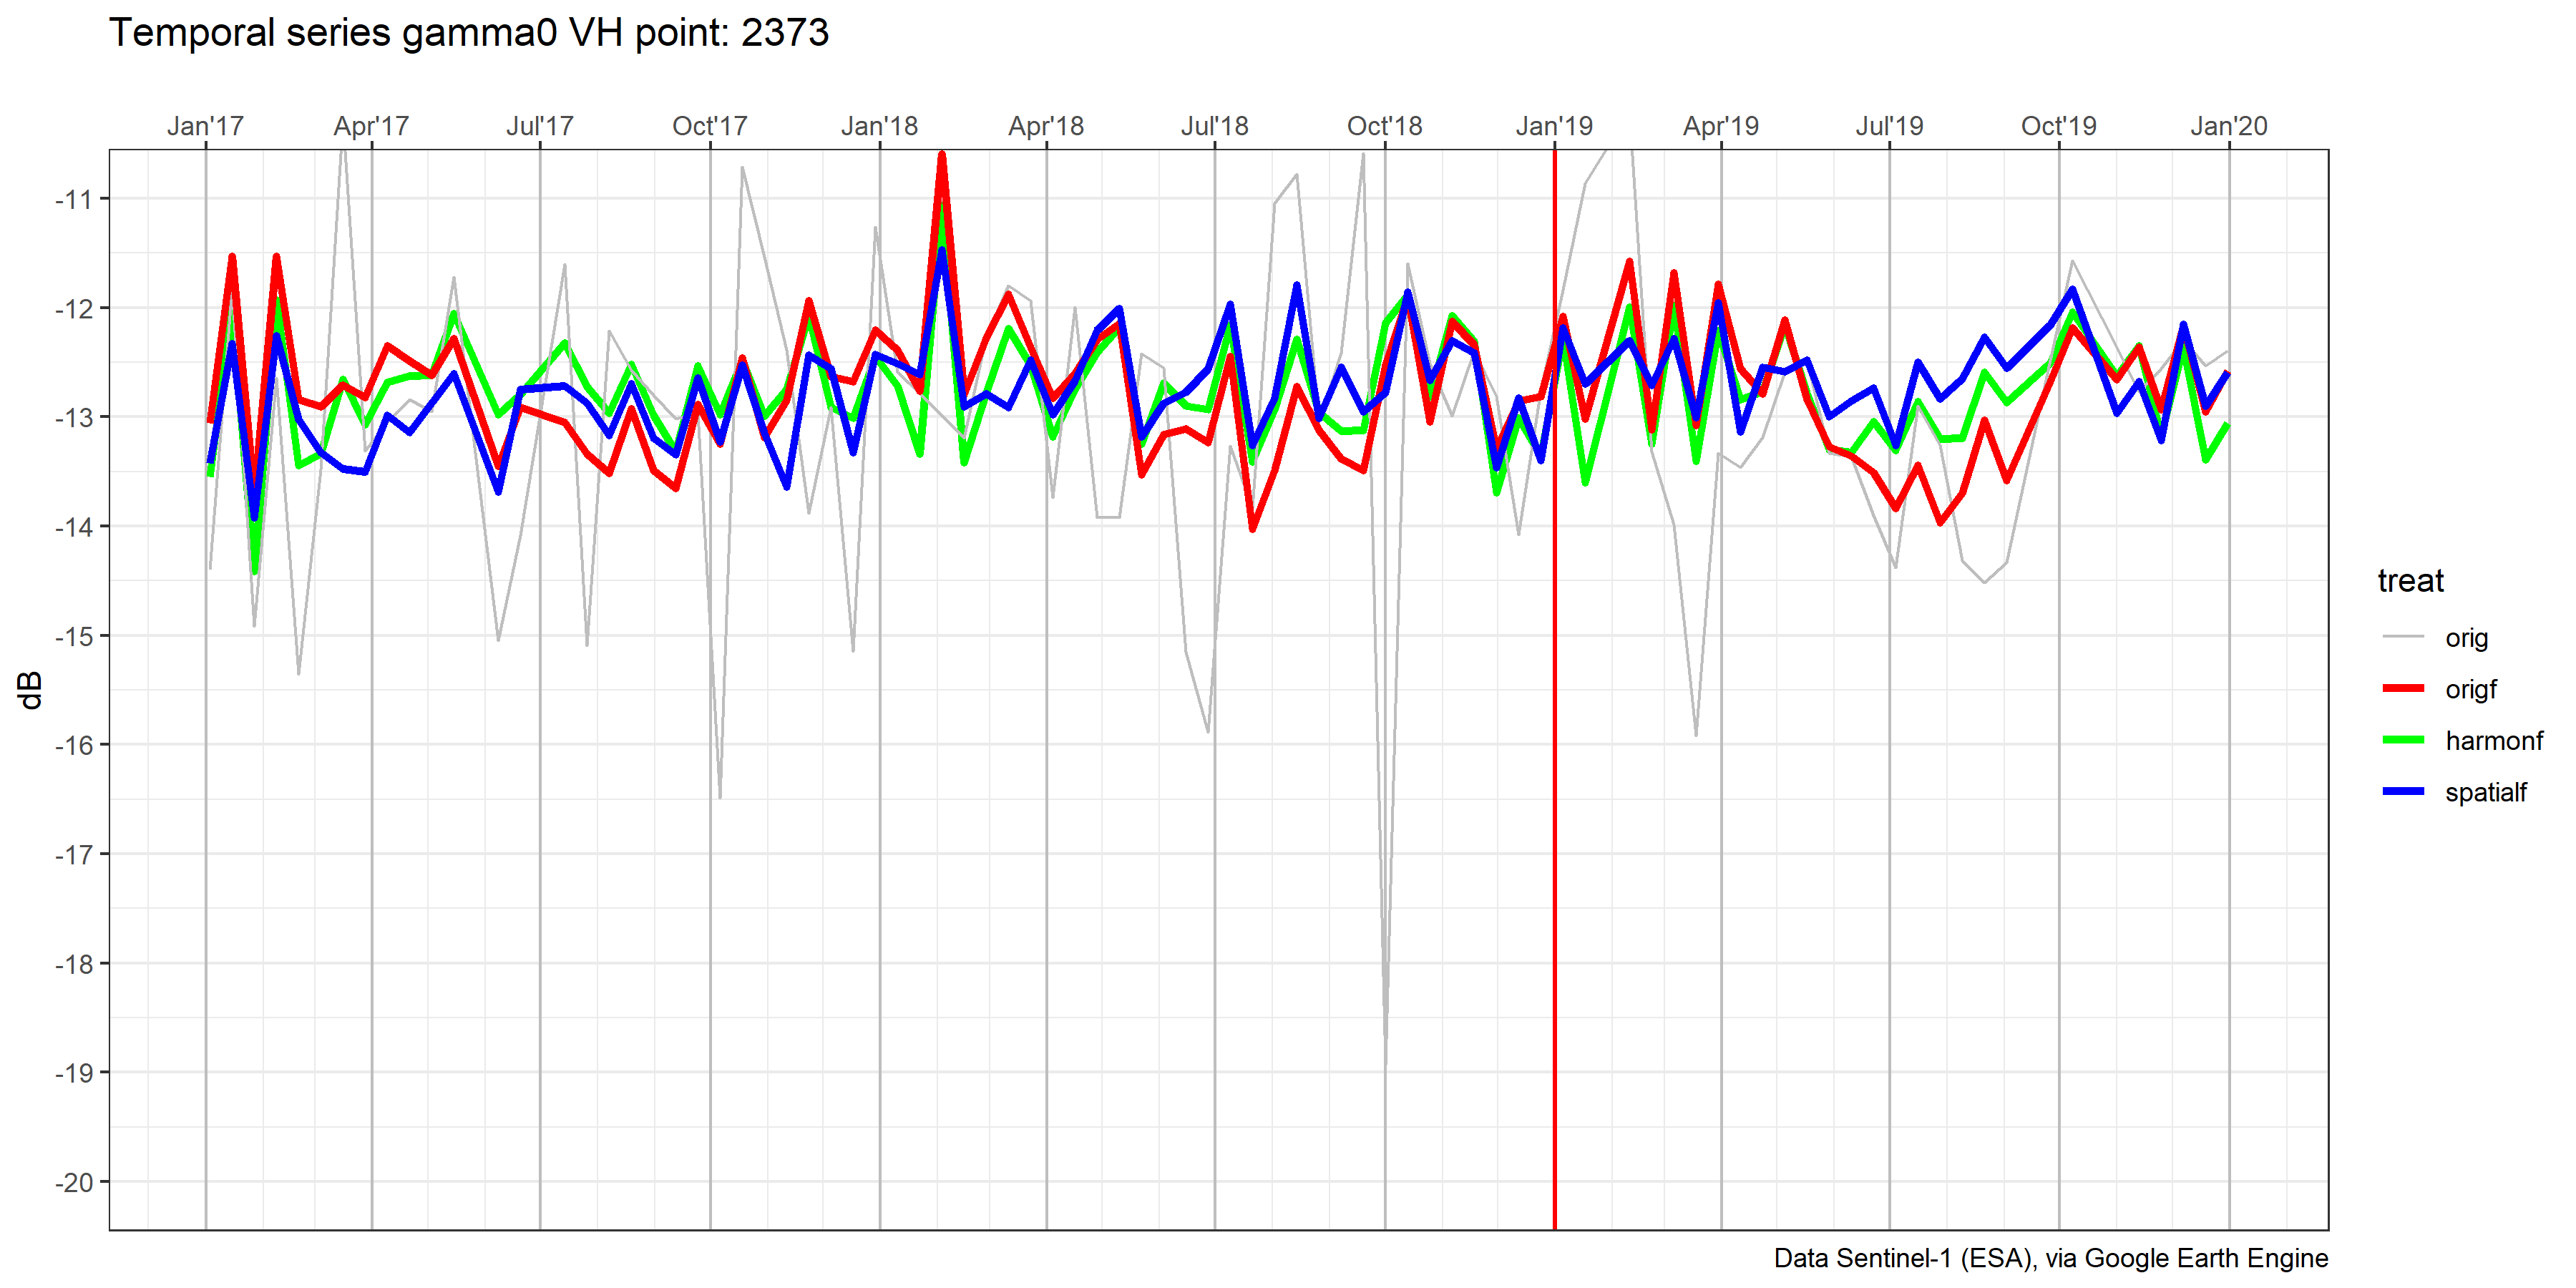 Temporal series gamma0 VH point: 2373
Jan'17 Apr'17 Jul'17 Oct'17 Jan'18 Apr'18 Jul'18 Oct'18 Jan'19 Apr'19 Jul'19 Oct'19 Jan'20
-11
-12
-13
-14
-15
-16
-17
-18
-19
-20
dB
treat
orig
origf
harmonf
spatialf
Data Sentinel-1 (ESA), via Google Earth Engine